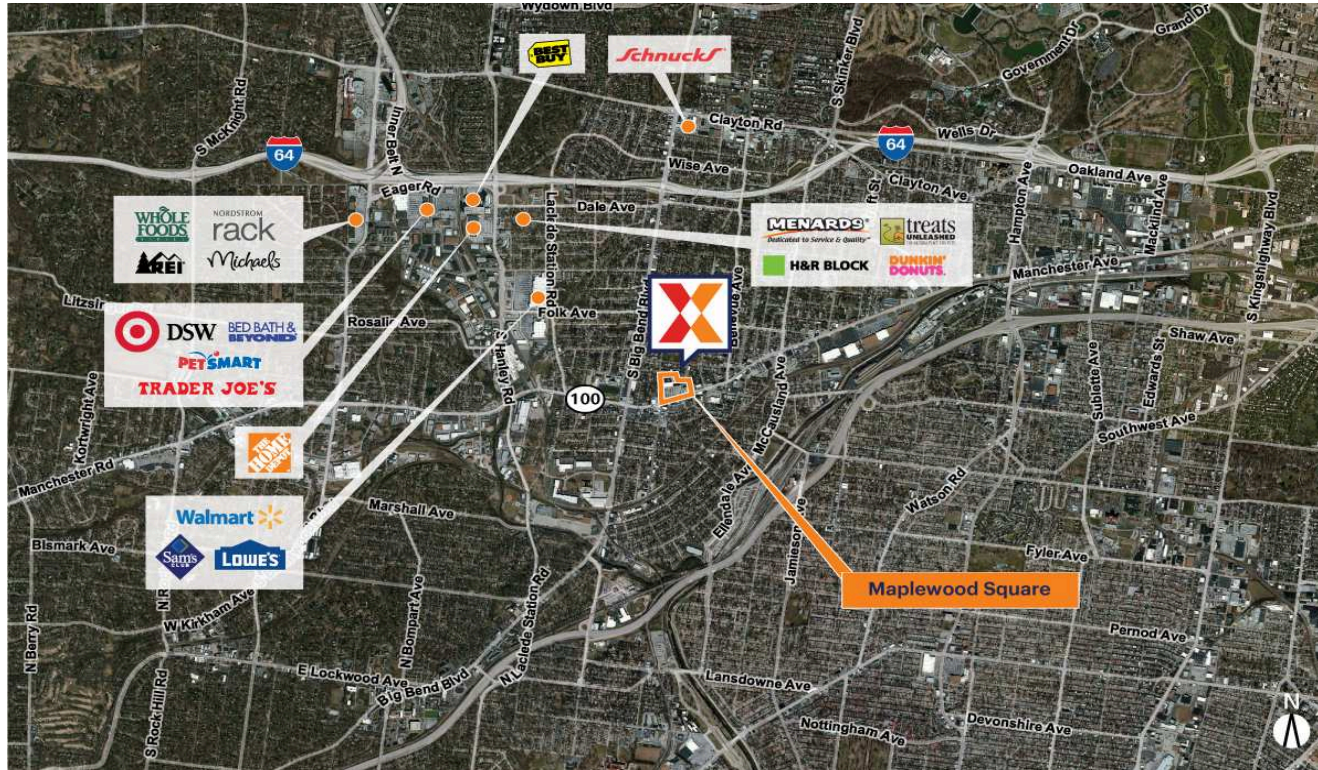 Wydown Blvd
Grand Dr
Government Dr
S Skinker Blvd
BEST
BUY
Schnucks
S McKnight Rd
Inner Belt N
Clayton Rd
Wells Dr
64
64
Wise Ave
Clayton Ave
Oakland Ave
Eager Rd
Dale Ave
Laclede Station Rd
Hampton Ave
Macklind Ave
S Kingshighway Blvd
WHOLE
FOODS
MARKET
NORDSTROM
rack
REI
Michaels
MENARDS
Dedicated to Service & Quality
treats
UNLEASHED
H&R BLOCK
DUNKIN'
DONUTS
Manchester Ave
Bellevue Ave
S Big Bend Blvd
Folk Ave
Rosalie Ave
S Hanley Rd
Shaw Ave
TARGET
DSW
BED BATH &
BEYOND
PETSMART
TRADER JOE'S
N Kortwright Ave
100
McCausland Ave
Sublette Ave
Edwards St
Southwest Ave
THE
HOME
DEPOT
Manchester Rd
Ellendale Ave
Watson Rd
Jamieson Ave
Walmart
Sam's
CLUB
LOWE'S
Marshall Ave
Bismark Ave
Fyler Ave
Maplewood Square
W Kirkham Ave
N Berry Rd
N Bompart Ave
N Laclede Station Rd
Pernod Ave
E Lockwood Ave
Big Bend Blvd
S Rock Hill Rd
Lansdowne Ave
Nottingham Ave
Devonshire Ave
N